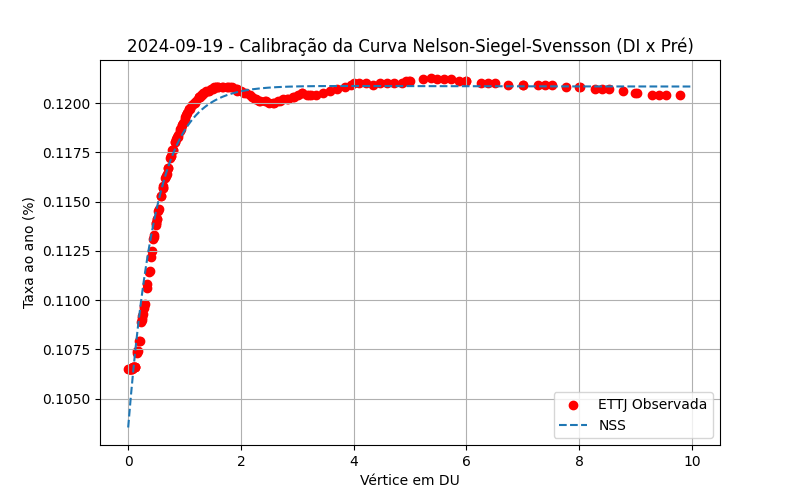 2024-09-19 - Calibração da Curva Nelson-Siegel-Svensson (DI x Pré)
Taxa ao ano (%)
0.1200
0.1175
0.1150
0.1125
0.1100
0.1075
0.1050
ETTJ Observada
NSS
0 2 4 6 8 10
Vértice em DU